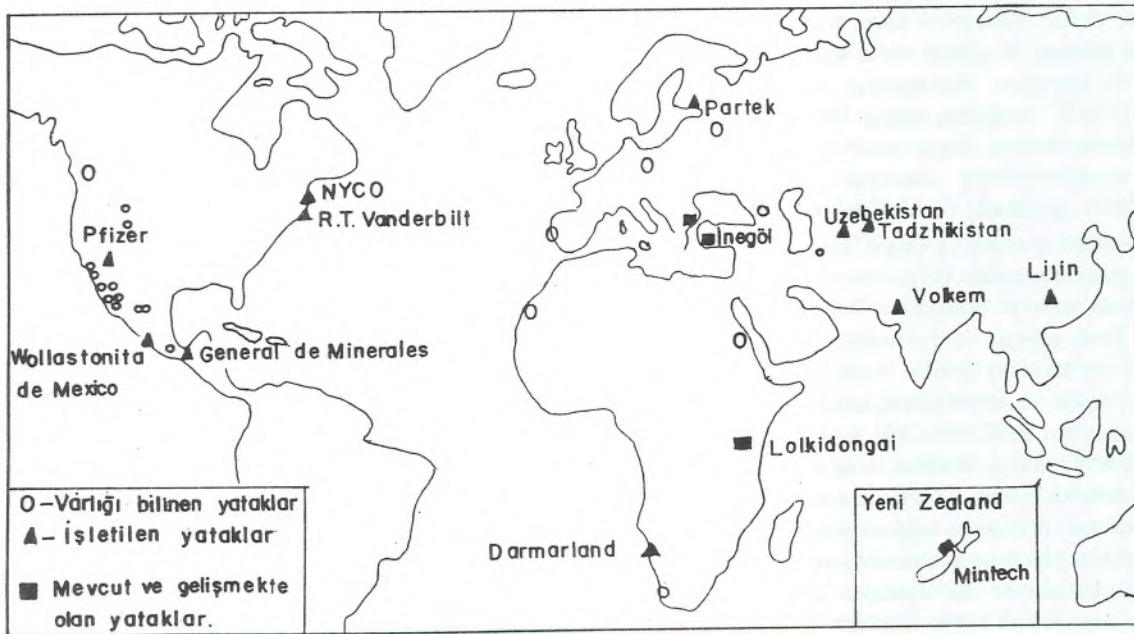 Partek
NYCO
R.T. Vanderbilt
Pfizer
İnegöl
Uzebekistan
Tadzhikistan
Lijin
Volkem
Wollastonita
de Mexico
General de Minerales
Lolkidongai
Darmarland
O-Varlığı bilinen yataklar
▲- İşletilen yataklar
■ Mevcut ve gelişmekte
olan yataklar.
Yeni Zealand
Mintech